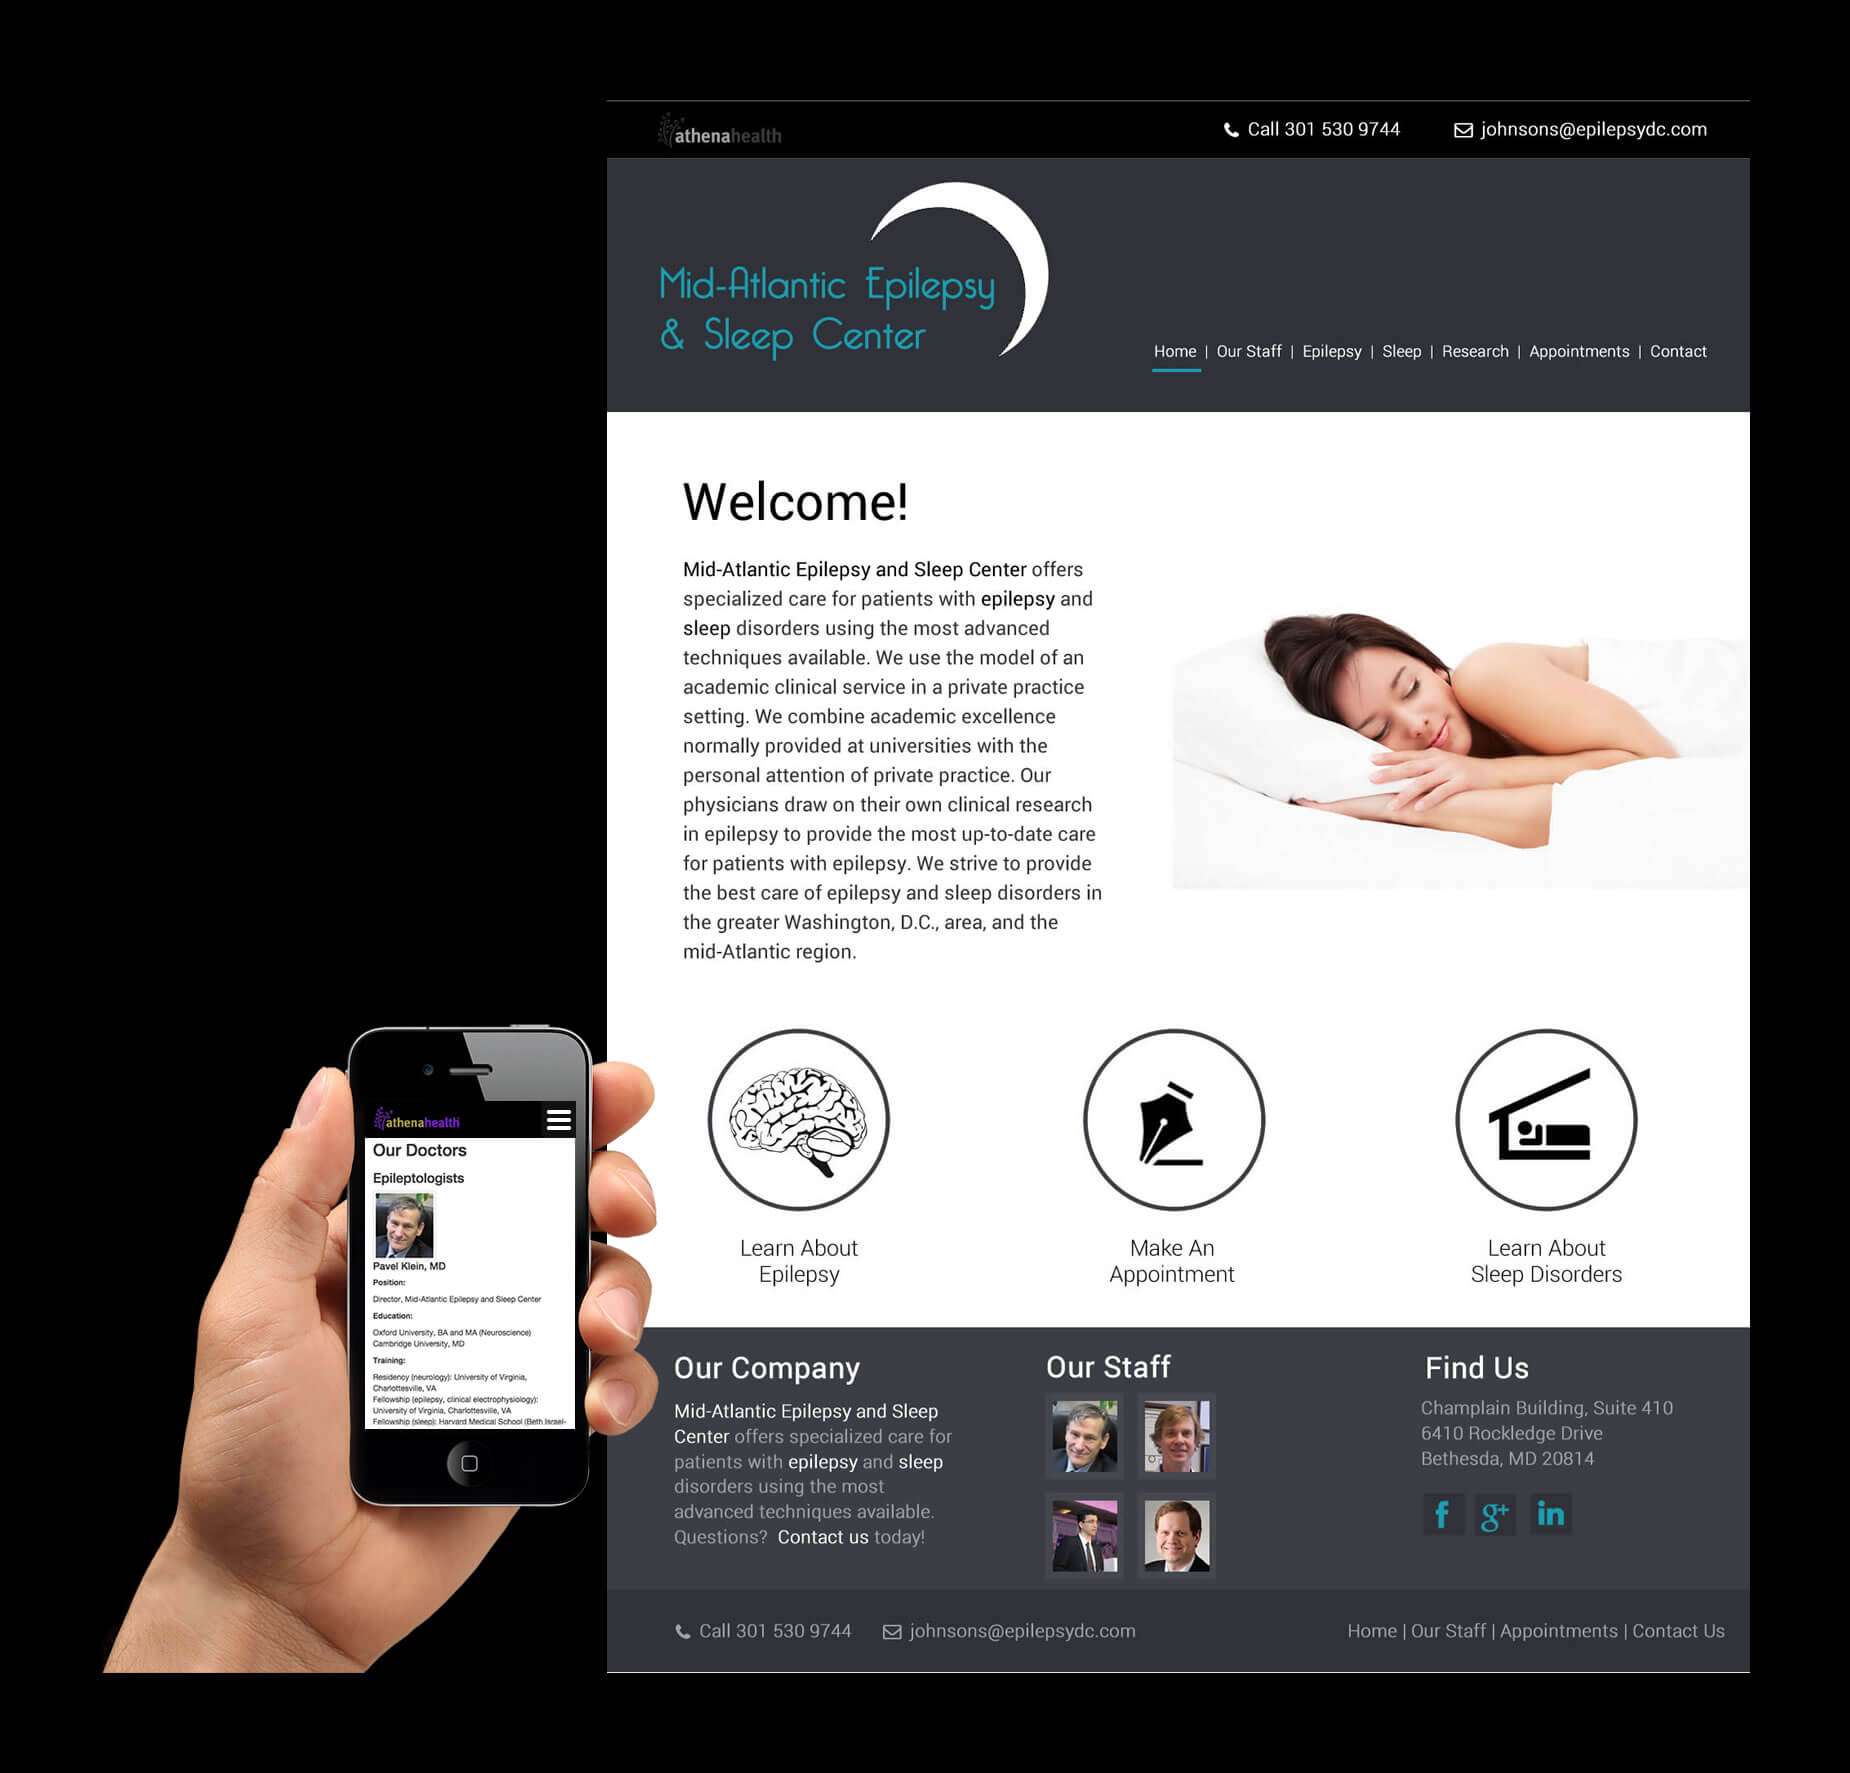 athenahealth
Call 301 530 9744
johnsons@epilepsydc.com
Mid-Atlantic Epilepsy
& Sleep Center
Home | Our Staff | Epilepsy | Sleep | Research | Appointments | Contact
Welcome!
Mid-Atlantic Epilepsy and Sleep Center offers
specialized care for patients with epilepsy and
sleep disorders using the most advanced
techniques available. We use the model of an
academic clinical service in a private practice
setting. We combine academic excellence
normally provided at universities with the
personal attention of private practice. Our
physicians draw on their own clinical research
in epilepsy to provide the most up-to-date care
for patients with epilepsy. We strive to provide
the best care of epilepsy and sleep disorders in
the greater Washington, D.C., area, and the
mid-Atlantic region.
Learn About
Epilepsy
Make An
Appointment
Learn About
Sleep Disorders
athenahealth
Our Doctors
Epileptologists
Pavel Klein, MD
Position:
Director, Mid-Atlantic Epilepsy and Sleep Center
Education:
Oxford University, BA and MA (Neuroscience)
Cambridge University, MD
Training:
Residency (neurology): University of Virginia,
Charlottesville, VA
Fellowship (epilepsy, clinical electrophysiology):
University of Virginia, Charlottesville, VA
Fellowship (sleep): Harvard Medical School (Beth Israel-
Our Company
Mid-Atlantic Epilepsy and Sleep
Center offers specialized care for
patients with epilepsy and sleep
disorders using the most
advanced techniques available.
Questions? Contact us today!
Our Staff
Find Us
Champlain Building, Suite 410
6410 Rockledge Drive
Bethesda, MD 20814
f
g+
in
Call 301 530 9744
johnsons@epilepsydc.com
Home | Our Staff | Appointments | Contact Us